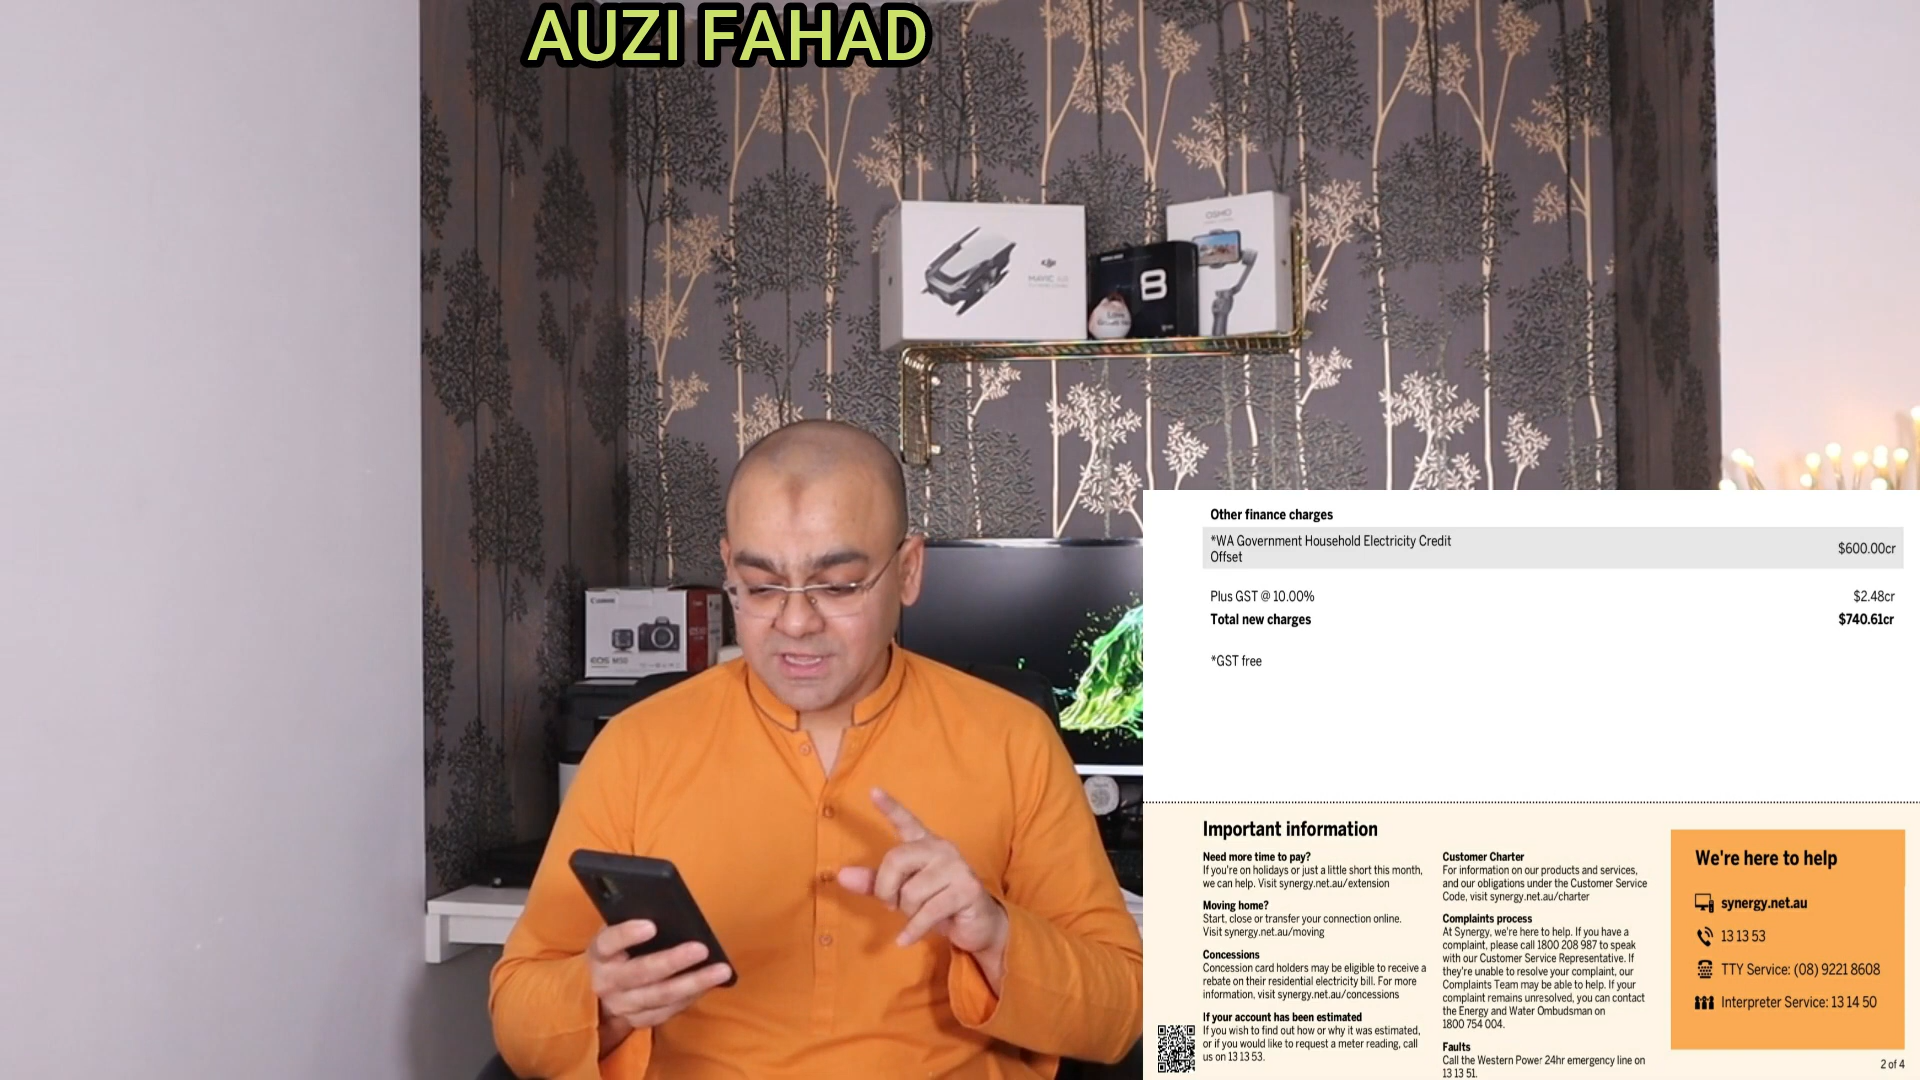 AUZI FAHAD
MAVIC AIR
OSMO
8
Canon
EOS M50
Other finance charges
*WA Government Household Electricity Credit
Offset
$600.00cr
Plus GST @ 10.00%
$2.48cr
Total new charges
$740.61cr
*GST free
Important information
Need more time to pay?
If you're on holidays or just a little short this month,
we can help. Visit synergy.net.au/extension
Moving home?
Start, close or transfer your connection online.
Visit synergy.net.au/moving
Concessions
Concession card holders may be eligible to receive a
rebate on their residential electricity bill. For more
information, visit synergy.net.au/concessions
If your account has been estimated
If you wish to find out how or why it was estimated,
or if you would like to request a meter reading, call
us on 13 13 53.
Customer Charter
For information on our products and services,
and our obligations under the Customer Service
Code, visit synergy.net.au/charter
Complaints process
At Synergy, we're here to help. If you have a
complaint, please call 1800 208 987 to speak
with our Customer Service Representative. If
they're unable to resolve your complaint, our
Complaints Team may be able to help. If your
complaint remains unresolved, you can contact
the Energy and Water Ombudsman on
1800 754 004.
Faults
Call the Western Power 24hr emergency line on
13 13 51.
We're here to help
synergy.net.au
13 13 53
TTY Service: (08) 9221 8608
Interpreter Service: 13 14 50
2 of 4